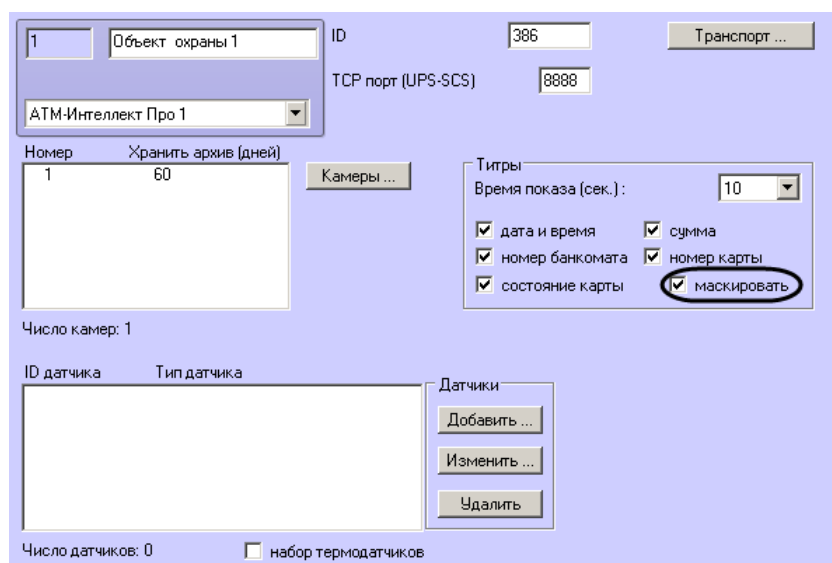 1 Объект охраны 1 ID 386 Транспорт ...
TCP порт (UPS-SCS) 8888
АТМ-Интеллект Про 1
Номер Хранить архив (дней)
1 60
Камеры ...
Титры
Время показа (сек.) : 10
дата и время сумма
номер банкомата номер карты
состояние карты маскировать
Число камер: 1
ID датчика Тип датчика
Датчики
Добавить ...
Изменить ...
Удалить
Число датчиков: 0 набор термодатчиков